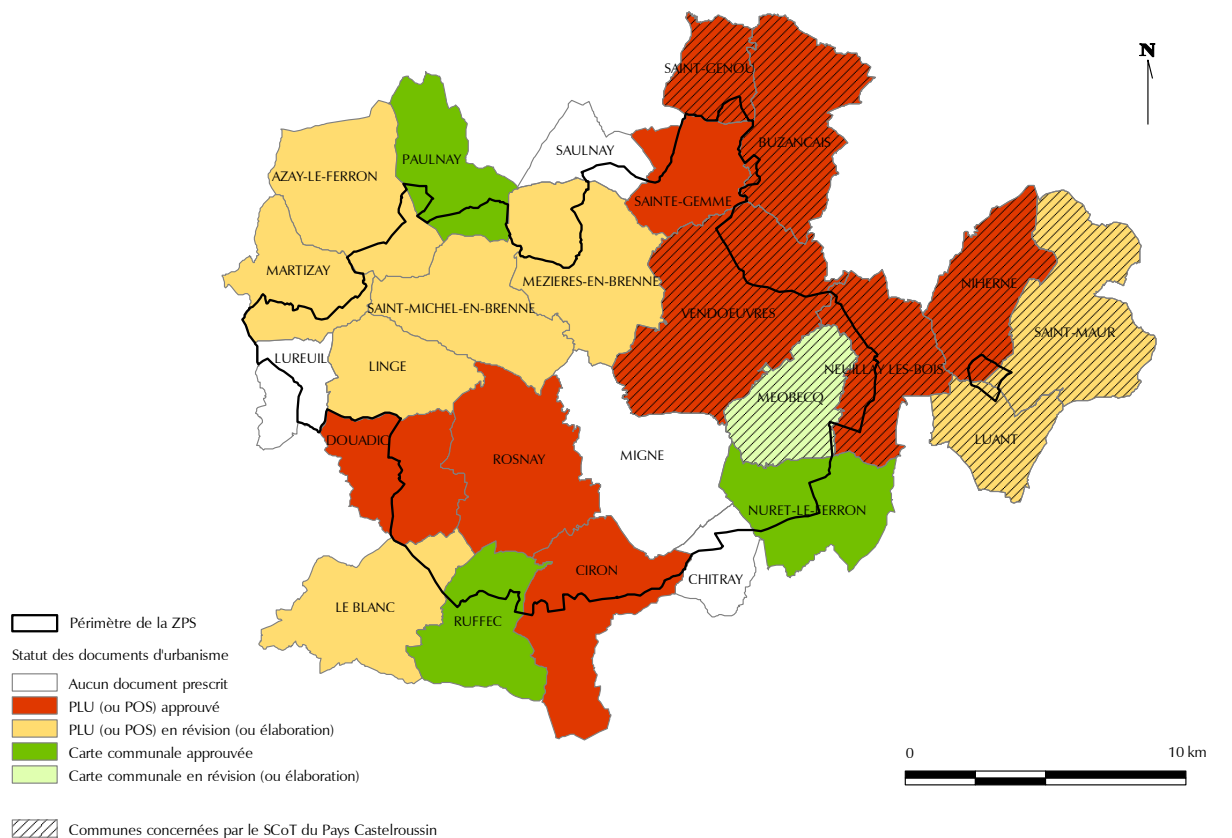 N
SAINT-GENOU
BUZANCAIS
SAULNAY
PAULNAY
AZAY-LE-FERRON
SAINTE-GEMME
MARTIZAY
MEZIERES-EN-BRENNE
NIHERNE
SAINT-MICHEL-EN-BRENNE
VENDOEUVRES
SAINT-MAUR
LUREUIL
LINGE
NEUILLAY LES-BOIS
MEOBECQ
DOUADIC
LUANT
ROSNAY
MIGNE
NURET-LE-FERRON
CIRON
CHITRAY
LE BLANC
RUFFEC
Périmètre de la ZPS
Statut des documents d'urbanisme
Aucun document prescrit
PLU (ou POS) approuvé
PLU (ou POS) en révision (ou élaboration)
Carte communale approuvée
Carte communale en révision (ou élaboration)
Communes concernées par le SCoT du Pays Castelroussin
0 10 km